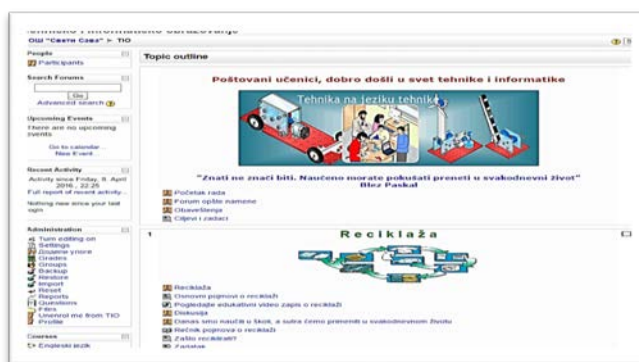 ОШ "Свети Сава" ► TIO
People
Participants
Search Forums
Go
Advanced search
Upcoming Events
There are no upcoming events
Go to calendar...
New Event...
Recent Activity
Activity since Friday, 8. April 2016., 22:25
Full report of recent activity...
Nothing new since your last login
Administration
Turn editing on
Settings
Grades
Groups
Backup
Restore
Import
Reset
Reports
Questions
Files
Unenrol me from TIO
Profile
Courses
Engleski jezik
Topic outline
Poštovani učenici, dobro došli u svet tehnike i informatike
Tehnika na jeziku tehnike
"Znati ne znači biti. Naučeno morate pokušati preneti u svakodnevni život"
Blez Paskal
Početak rada
Forum opšte namene
Obaveštenja
Ciljevi i zadaci
1
Reciklaža
Reciklaža
Osnovni pojmovi o reciklaži
Pogledajte edukativni video zapis o reciklaži
Diskusija
Danas smo naučili u školi, a sutra ćemo primeniti u svakodnevnom životu
Rečnik pojmova o reciklaži
Zašto reciklirati?
Zadatak